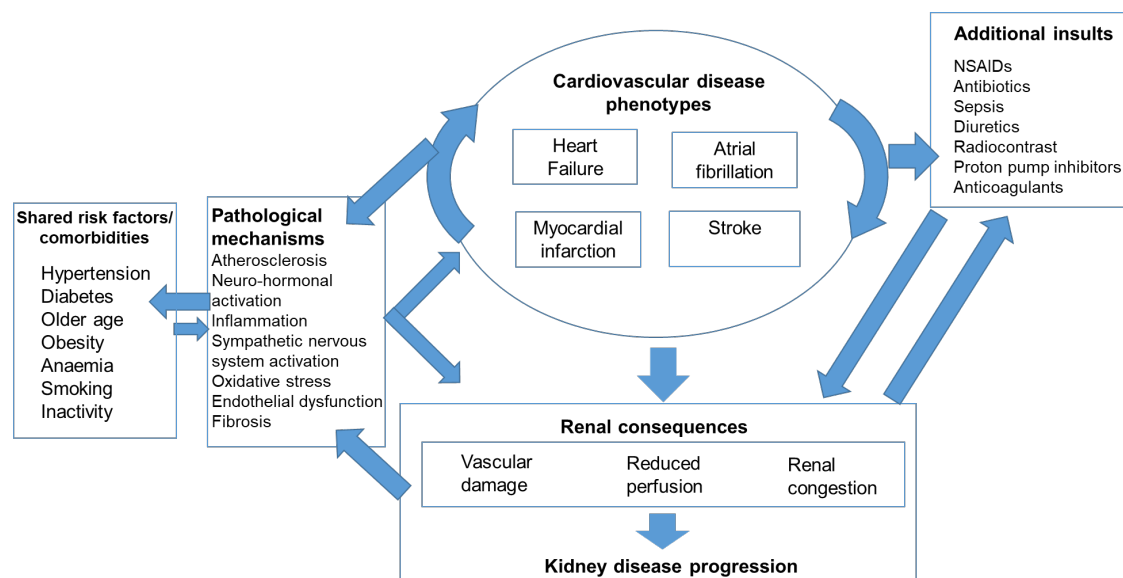 Shared risk factors/
comorbidities
Hypertension
Diabetes
Older age
Obesity
Anaemia
Smoking
Inactivity
Pathological
mechanisms
Atherosclerosis
Neuro-hormonal
activation
Inflammation
Sympathetic nervous
system activation
Oxidative stress
Endothelial dysfunction
Fibrosis
Cardiovascular disease
phenotypes
Heart
Failure
Atrial
fibrillation
Myocardial
infarction
Stroke
Additional insults
NSAIDs
Antibiotics
Sepsis
Diuretics
Radiocontrast
Proton pump inhibitors
Anticoagulants
Renal consequences
Vascular
damage
Reduced
perfusion
Renal
congestion
Kidney disease progression